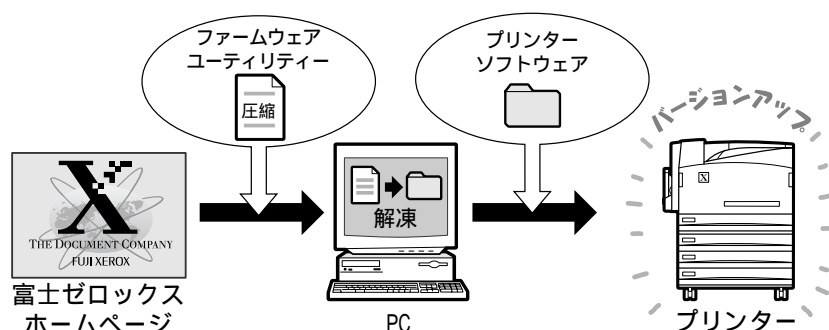 ファームウェア
ユーティリティー
圧縮
プリンター
ソフトウェア
バージョンアップ
X
THE DOCUMENT COMPANY
FUJI XEROX
解凍
X
富士ゼロックス
ホームページ
PC
プリンター